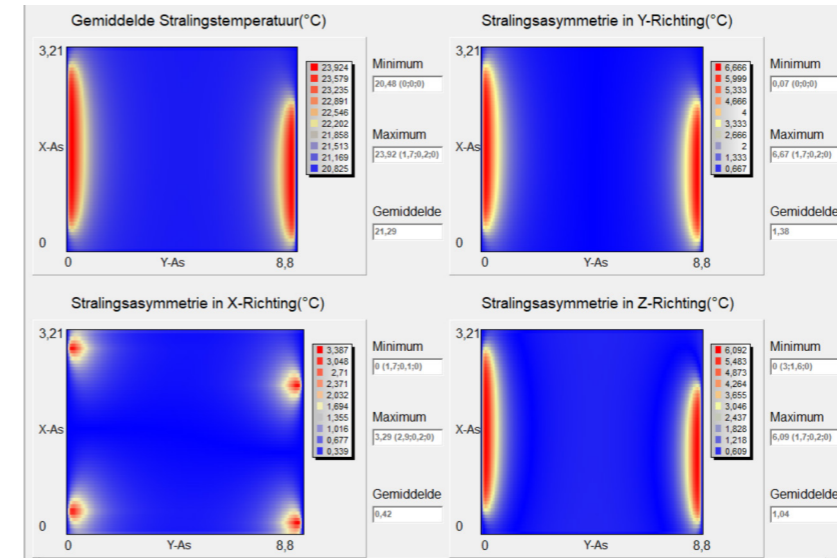 Gemiddelde Stralingstemperatuur(°C)
3,21
X-As
0
0
Y-As
8,8
23,924
23,579
23,235
22,891
22,546
22,202
21,858
21,513
21,169
20,825
Minimum
20,48 (0;0;0)
Maximum
23,92 (1,7;0,2;0)
Gemiddelde
21,29
Stralingsasymmetrie in Y-Richting(°C)
3,21
X-As
0
0
Y-As
8,8
6,666
5,999
5,333
4,666
4
3,333
2,666
2
1,333
0,667
Minimum
0,07 (0;0;0)
Maximum
6,67 (1,7;0,2;0)
Gemiddelde
1,38
Stralingsasymmetrie in X-Richting(°C)
3,21
X-As
0
0
Y-As
8,8
3,387
3,048
2,71
2,371
2,032
1,694
1,355
1,016
0,677
0,339
Minimum
0 (1,7;0,1;0)
Maximum
3,29 (2,9;0,2;0)
Gemiddelde
0,42
Stralingsasymmetrie in Z-Richting(°C)
3,21
X-As
0
0
Y-As
8,8
6,092
5,483
4,873
4,264
3,655
3,046
2,437
1,828
1,218
0,609
Minimum
0 (3;1,6;0)
Maximum
6,09 (1,7;0,2;0)
Gemiddelde
1,04